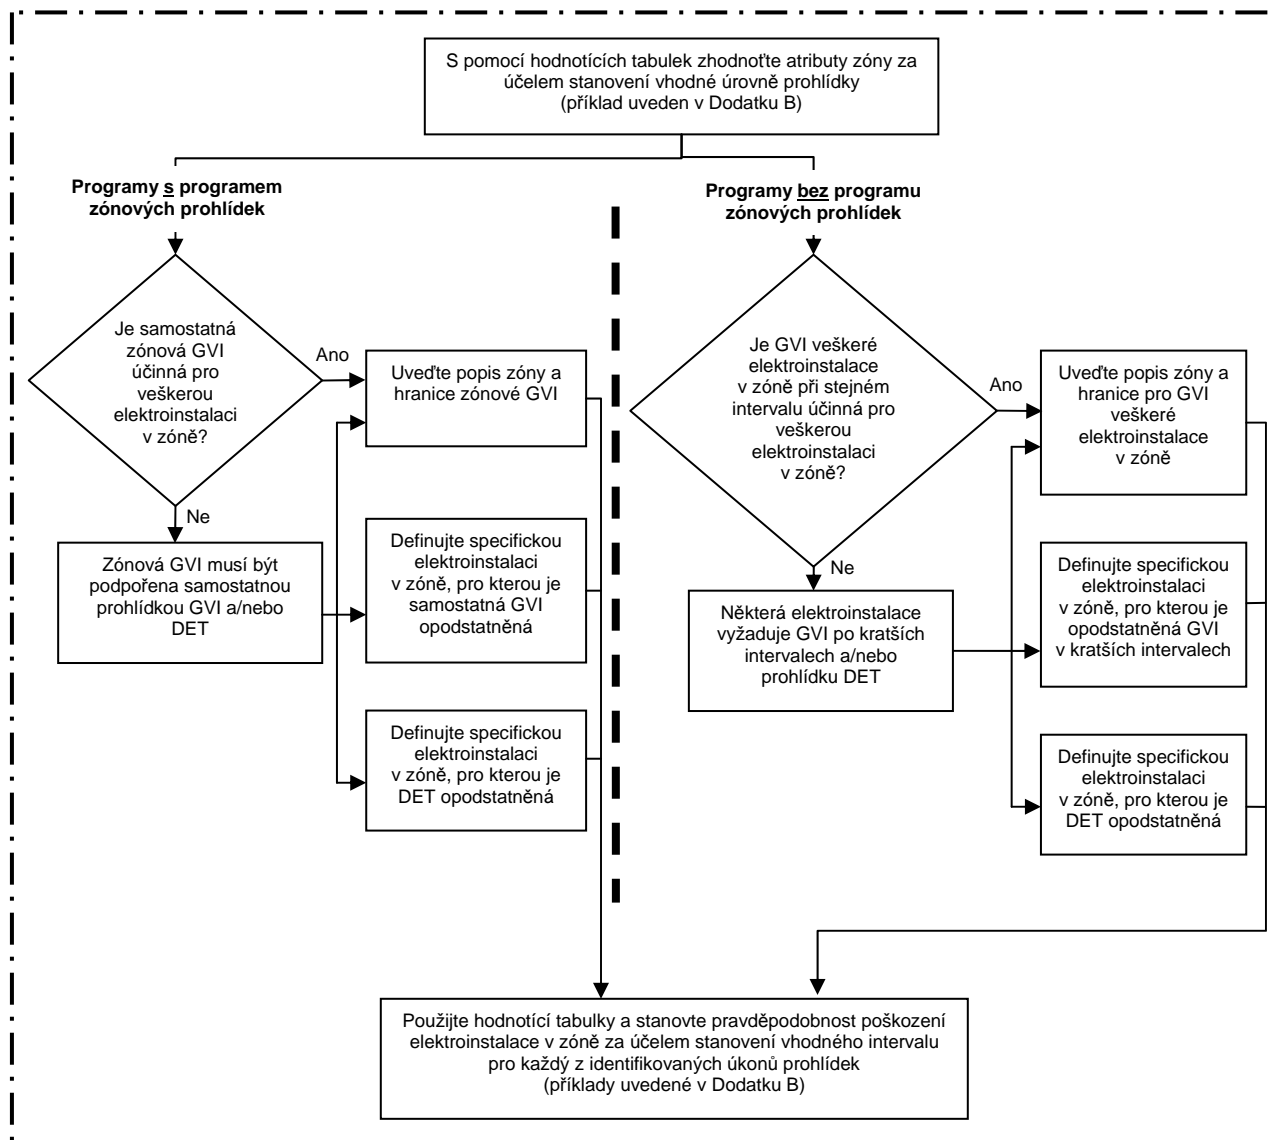 S pomocí hodnotících tabulek zhodnoťte atributy zóny za
účelem stanovení vhodné úrovně prohlídky
(příklad uveden v Dodatku B)
Programy s programem
zónových prohlídek
Programy bez programu
zónových prohlídek
Je samostatná
zónová GVI
účinná pro
veškerou
elektroinstalaci
v zóně?
Ano
Uveďte popis zóny a
hranice zónové GVI
Ne
Zónová GVI musí být
podpořena samostatnou
prohlídkou GVI a/nebo
DET
Definujte specifickou
elektroinstalaci
v zóně, pro kterou je
samostatná GVI
opodstatněná
Definujte specifickou
elektroinstalaci
v zóně, pro kterou je
DET opodstatněná
Je GVI veškeré
elektroinstalace
v zóně při stejném
intervalu účinná pro
veškerou
elektroinstalaci
v zóně?
Ano
Uveďte popis zóny a
hranice pro GVI
veškeré
elektroinstalace
v zóně
Ne
Některá elektroinstalace
vyžaduje GVI po kratších
intervalech a/nebo
prohlídku DET
Definujte specifickou
elektroinstalaci
v zóně, pro kterou je
opodstatněná GVI
v kratších intervalech
Definujte specifickou
elektroinstalaci
v zóně, pro kterou je
DET opodstatněná
Použijte hodnotící tabulky a stanovte pravděpodobnost poškození
elektroinstalace v zóně za účelem stanovení vhodného intervalu
pro každý z identifikovaných úkonů prohlídek
(příklady uvedené v Dodatku B)